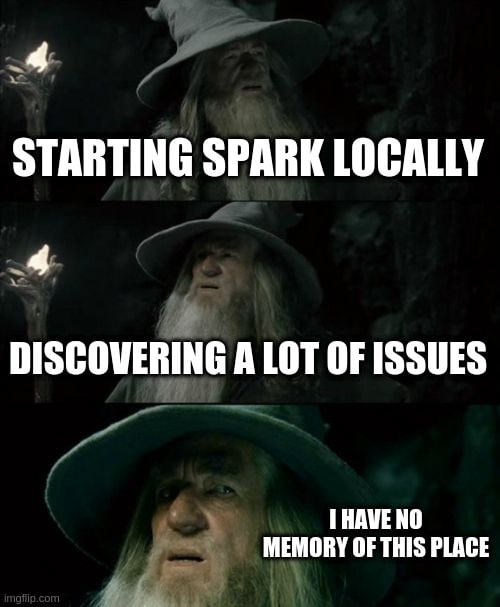 STARTING SPARK LOCALLY
DISCOVERING A LOT OF ISSUES
I HAVE NO
MEMORY OF THIS PLACE
imgflip.com